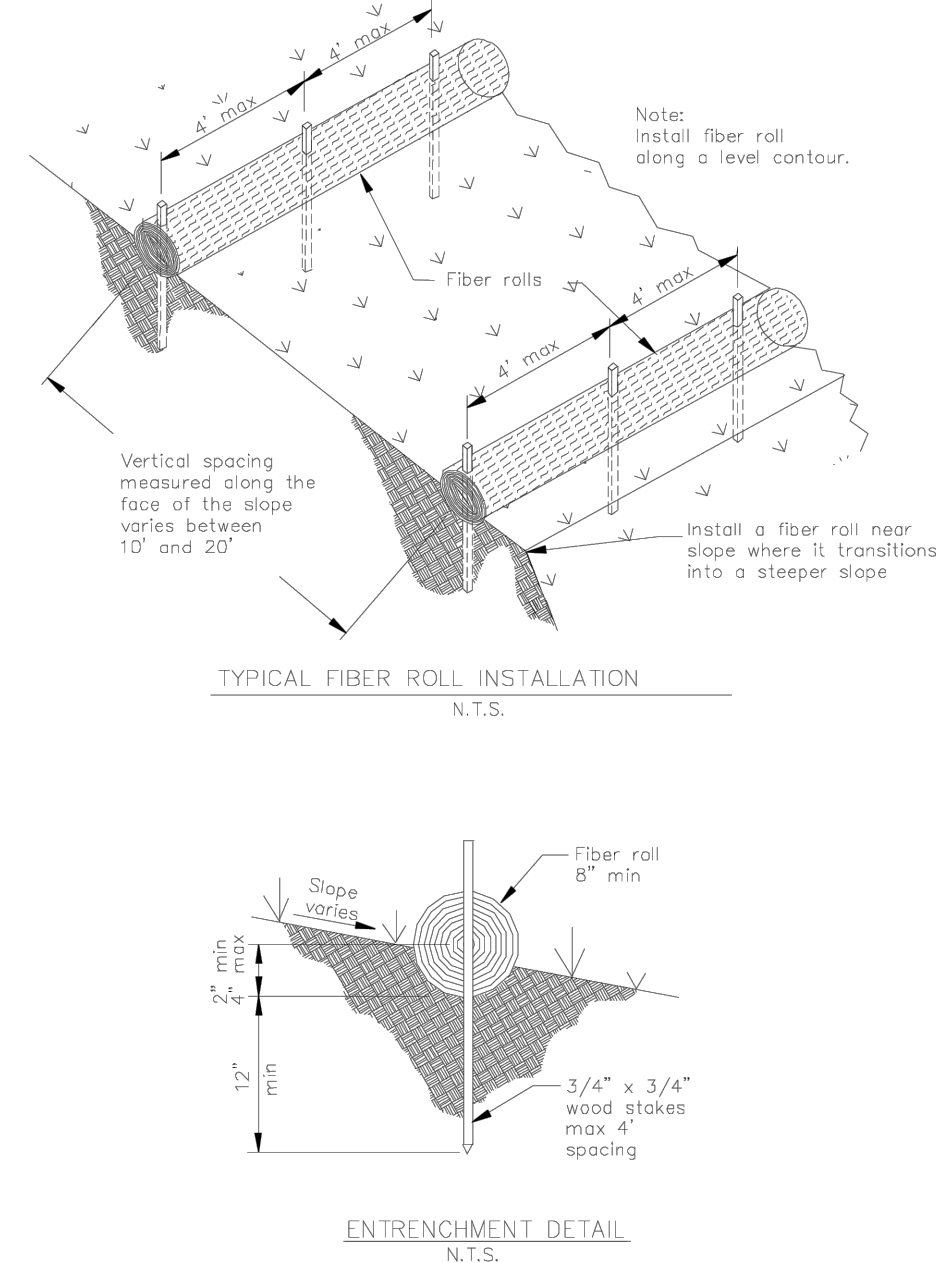 4' max
4' max
Note:
Install fiber roll
along a level contour.
Fiber rolls
4' max
4' max
Vertical spacing
measured along the
face of the slope
varies between
10' and 20'
Install a fiber roll near
slope where it transitions
into a steeper slope
TYPICAL FIBER ROLL INSTALLATION
N.T.S.
Fiber roll
8" min
Slope
varies
2" min
4" max
12"
min
3/4" x 3/4"
wood stakes
max 4'
spacing
ENTRENCHMENT DETAIL
N.T.S.